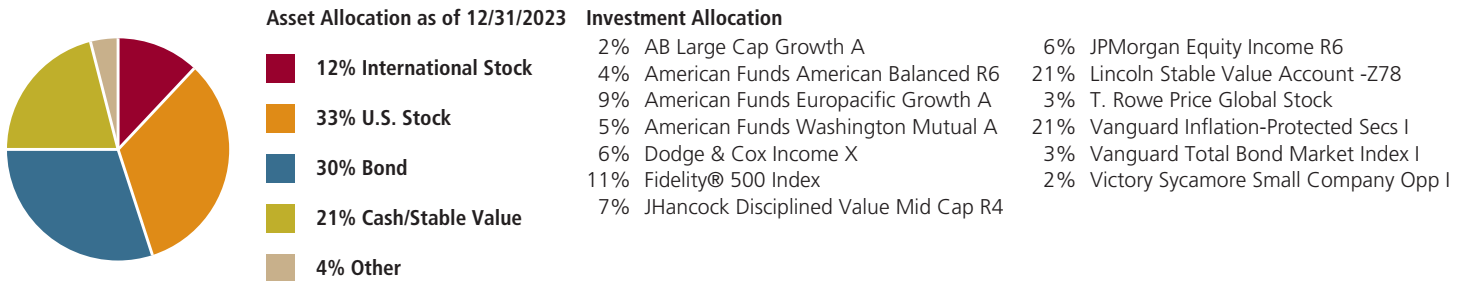 Asset Allocation as of 12/31/2023
12% International Stock
33% U.S. Stock
30% Bond
21% Cash/Stable Value
4% Other
Investment Allocation
2% AB Large Cap Growth A
4% American Funds American Balanced R6
9% American Funds Europacific Growth A
5% American Funds Washington Mutual A
6% Dodge & Cox Income X
11% Fidelity® 500 Index
7% JHancock Disciplined Value Mid Cap R4
6% JPMorgan Equity Income R6
21% Lincoln Stable Value Account -Z78
3% T. Rowe Price Global Stock
21% Vanguard Inflation-Protected Secs I
3% Vanguard Total Bond Market Index I
2% Victory Sycamore Small Company Opp I